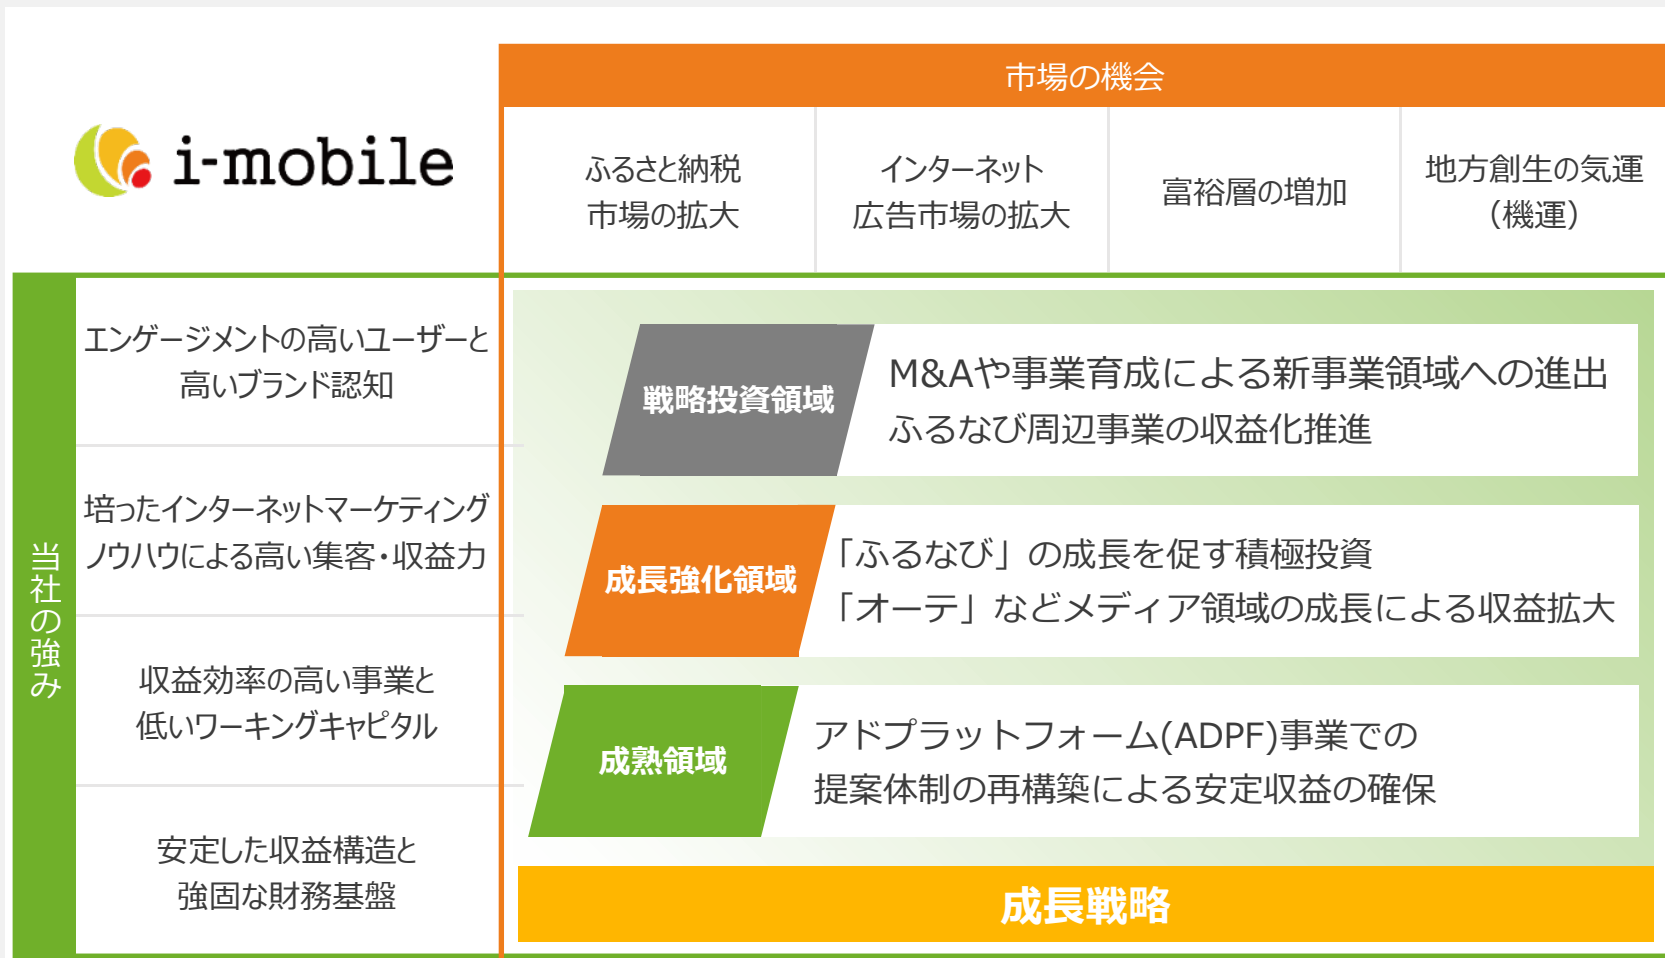 i-mobile
市場の機会
ふるさと納税
市場の拡大
インターネット
広告市場の拡大
富裕層の増加
地方創生の気運
（機運）
当社の強み
エンゲージメントの高いユーザーと
高いブランド認知
培ったインターネットマーケティング
ノウハウによる高い集客・収益力
収益効率の高い事業と
低いワーキングキャピタル
安定した収益構造と
強固な財務基盤
戦略投資領域
M&Aや事業育成による新事業領域への進出
ふるなび周辺事業の収益化推進
成長強化領域
「ふるなび」の成長を促す積極投資
「オーテ」などメディア領域の成長による収益拡大
成熟領域
アドプラットフォーム(ADPF)事業での
提案体制の再構築による安定収益の確保
成長戦略